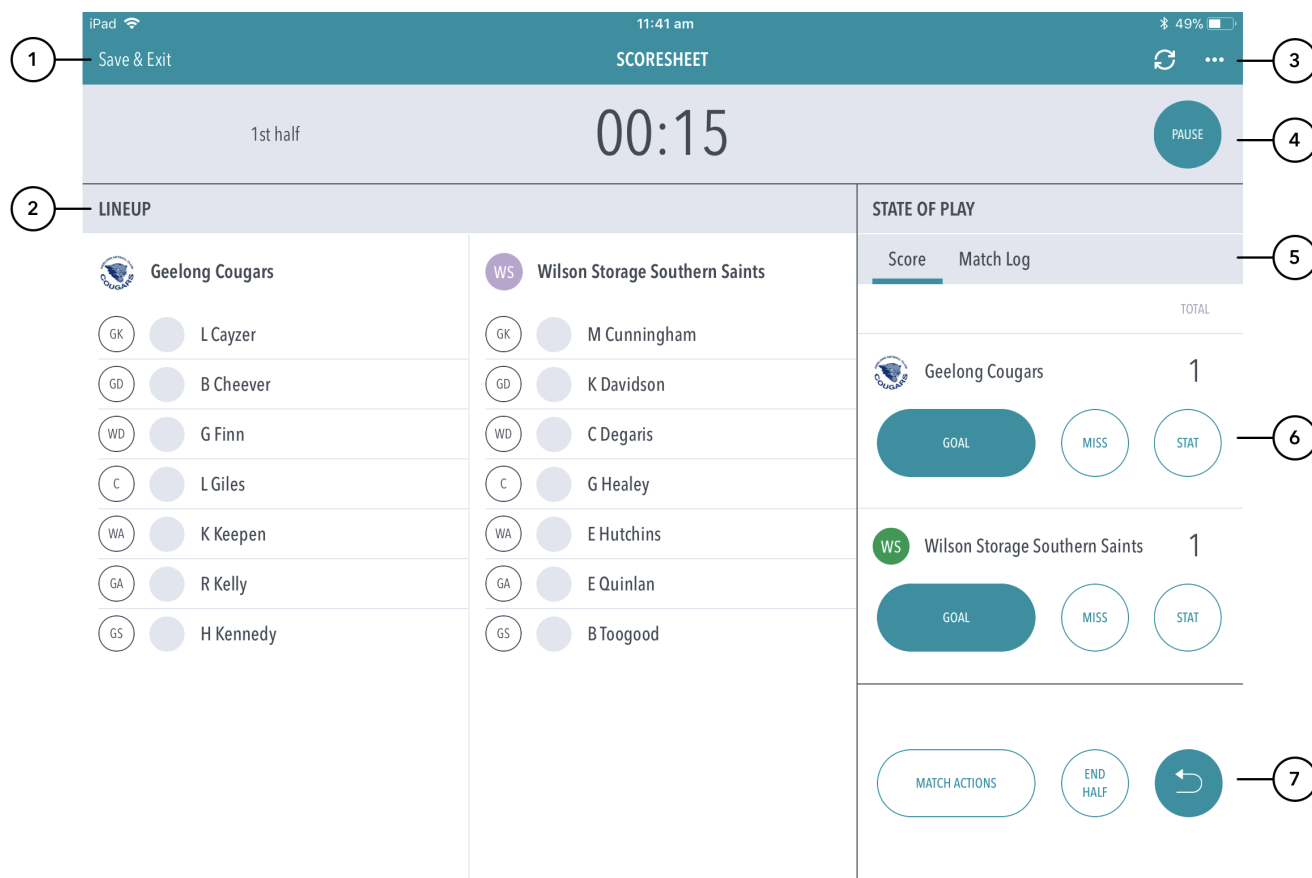 iPad
11:41 am
49%
1
Save & Exit
SCORESHEET
3
1st half
00:15
PAUSE
4
2
LINEUP
STATE OF PLAY
Score
Match Log
5
TOTAL
COUGARS
Geelong Cougars
WS
Wilson Storage Southern Saints
GK
L Cayzer
GK
M Cunningham
GD
B Cheever
GD
K Davidson
WD
G Finn
WD
C Degaris
C
L Giles
C
G Healey
WA
K Keepen
WA
E Hutchins
GA
R Kelly
GA
E Quinlan
GS
H Kennedy
GS
B Toogood
COUGARS
Geelong Cougars
1
GOAL
MISS
STAT
6
WS
Wilson Storage Southern Saints
1
GOAL
MISS
STAT
MATCH ACTIONS
END
HALF
7